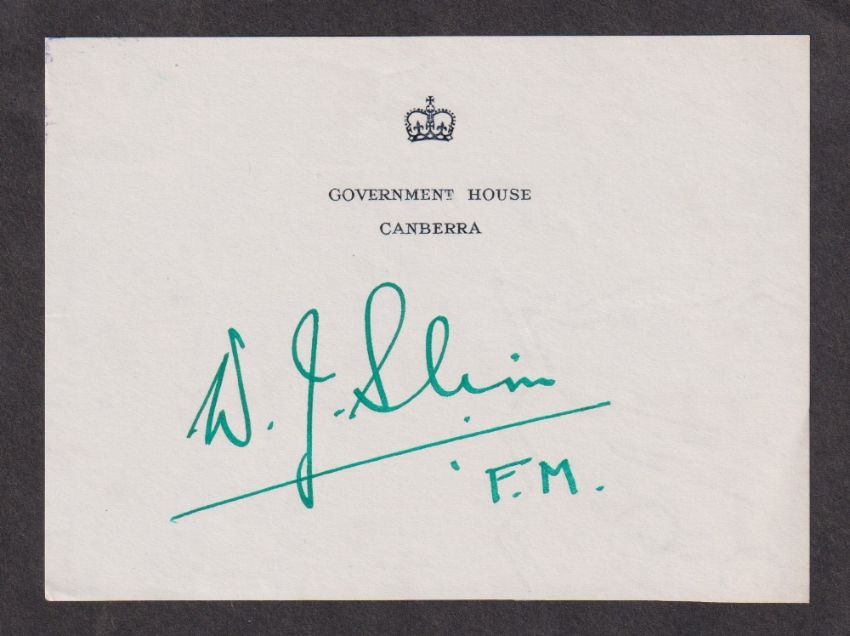 GOVERNMENT HOUSE
CANBERRA
W. J. Slim
F.M.